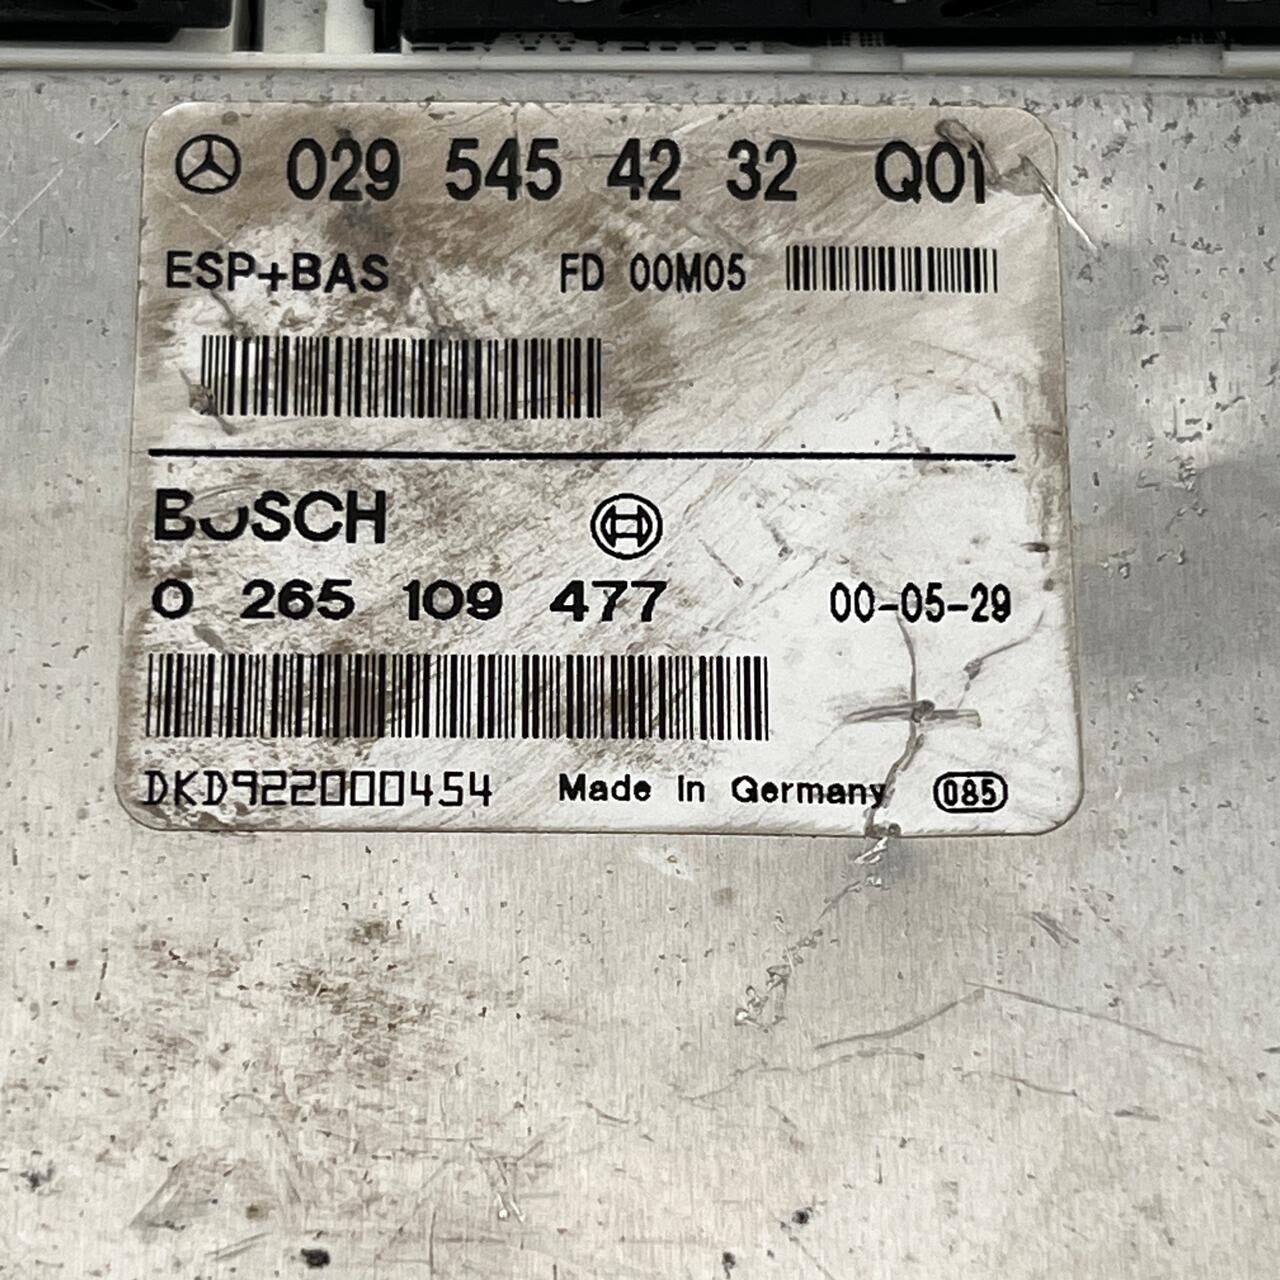 029 545 42 32 Q01
ESP+BAS FD 00M05
BOSCH
0 265 109 477 00-05-29
DKD922000454 Made In Germany 085